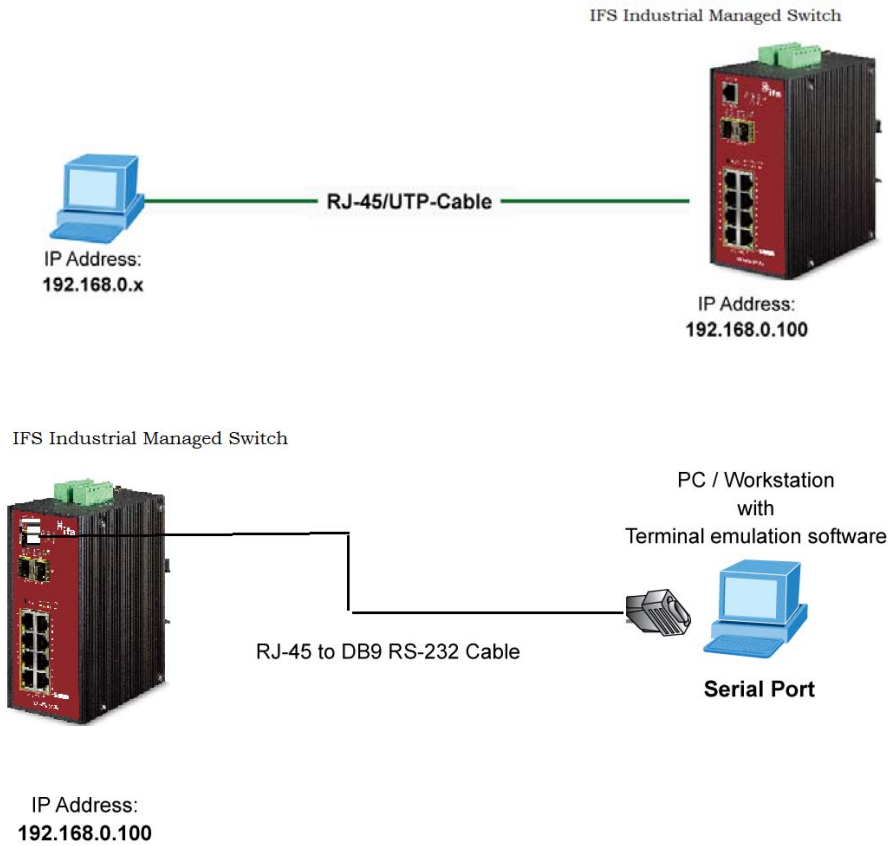 IFS Industrial Managed Switch
ifs
RJ-45/UTP-Cable
IP Address:
192.168.0.x
IP Address:
192.168.0.100
IFS Industrial Managed Switch
ifs
PC / Workstation
with
Terminal emulation software
RJ-45 to DB9 RS-232 Cable
Serial Port
IP Address:
192.168.0.100